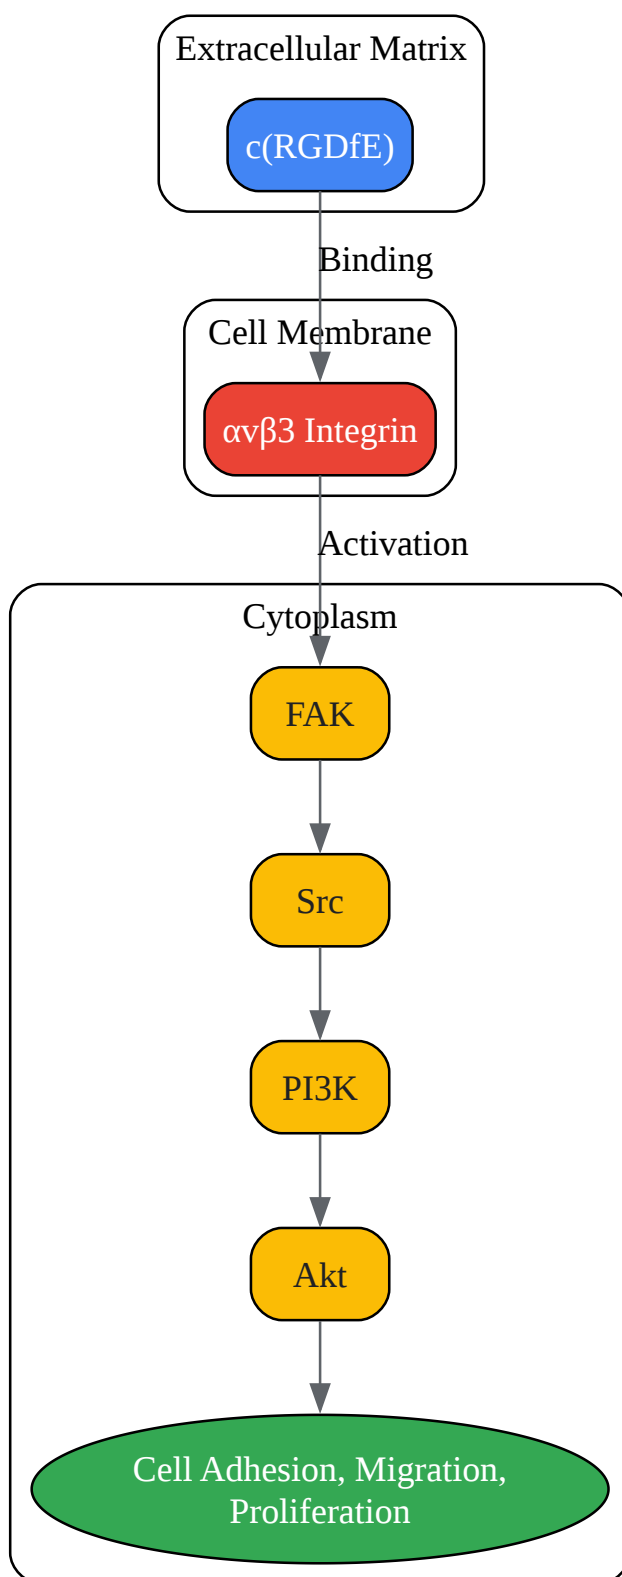 Extracellular Matrix
c(RGDfE)
Binding
Cell Membrane
αvβ3 Integrin
Activation
Cytoplasm
FAK
Src
PI3K
Akt
Cell Adhesion, Migration,
Proliferation